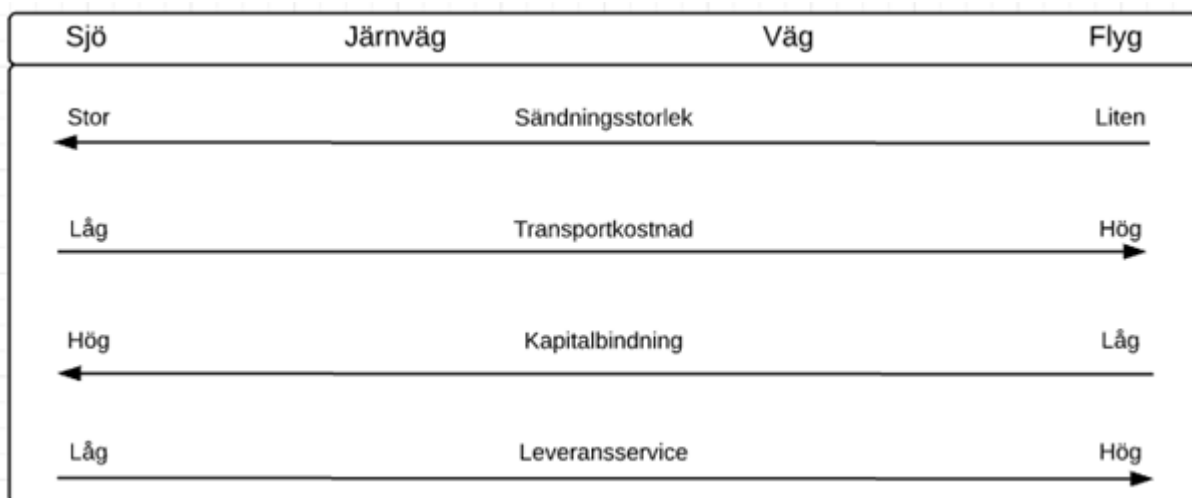 Sjö Järnväg Väg Flyg
Stor Sändningsstorlek Liten
Låg Transportkostnad Hög
Hög Kapitalbindning Låg
Låg Leveransservice Hög